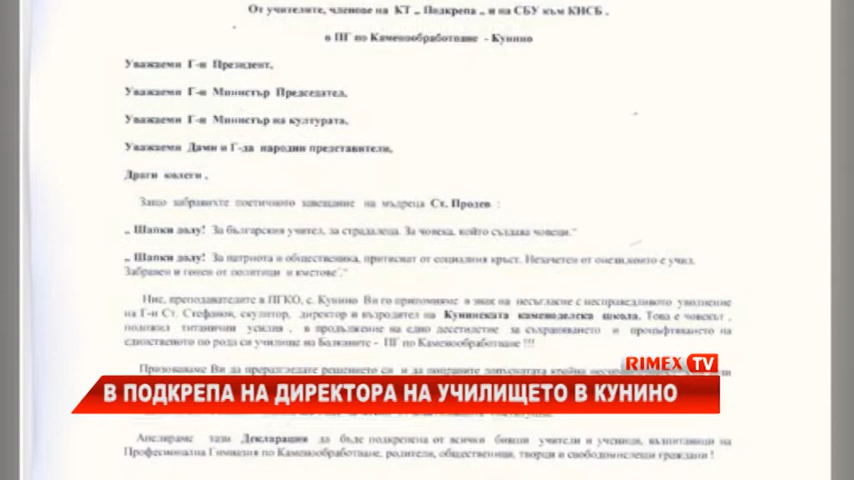 От учителите, членове на КТ „ Подкрепа „ и на СБУ към КНСБ .
в ПГ по Каменообработване - Кунино
Уважаеми Г-н Президент,
Уважаеми Г-н Министър Председател,
Уважаеми Г-н Министър на културата,
Уважаеми Дами и Г-да народни представители,
Драги колеги ,
Защо забравихте поетичното завещание на мъдреца Ст. Продев :
„ Шапки долу! За българския учител, за страдалеца. За човека, който създава човеци."
„ Шапки долу! За патриота и общественика, притиснат от социалния кръст. Незачетен от онези,които е учил.
Забравен и гонен от политици и кметове."
Ние, преподавателите в ПГКО, с. Кунино Ви го припомняме в знак на несъгласие с несправедливото уволнение
на Г-н Ст. Стефанов, скулптор, директор и възродител на Кунинската каменоделска школа. Това е човекът ,
положил титанични усилия , в продължение на едно десетилетие за съхраняването и процъфтяването на
единственото по рода си училище на Балканите - ПГ по Каменообработване !!!
Призоваваме Ви да преразгледате решението си и да поправите допуснатата крайна
RIMEX TV
В ПОДКРЕПА НА ДИРЕКТОРА НА УЧИЛИЩЕТО В КУНИНО
Апелираме тази Декларация да бъде подкрепена от всички бивши учители и ученици, възпитаници на
Професионална Гимназия по Каменообработване, родители, общественици, творци и свободомислещи граждани !